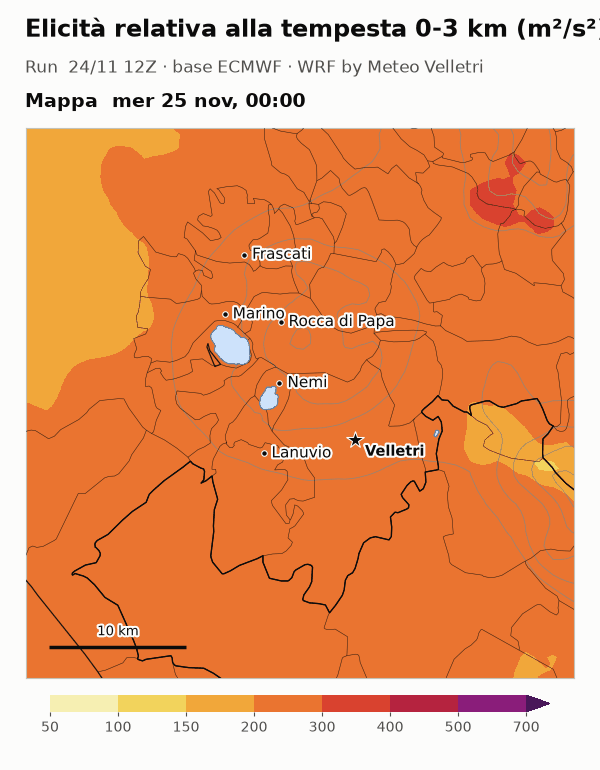 Elicità relativa alla tempesta 0-3 km (m²/s²)
Run  24/11 12Z · base ECMWF · WRF by Meteo Velletri
Mappa  mer 25 nov, 00:00
Frascati
Marino
Rocca di Papa
Nemi
Velletri
Lanuvio
10 km
50 100 150 200 300 400 500 700